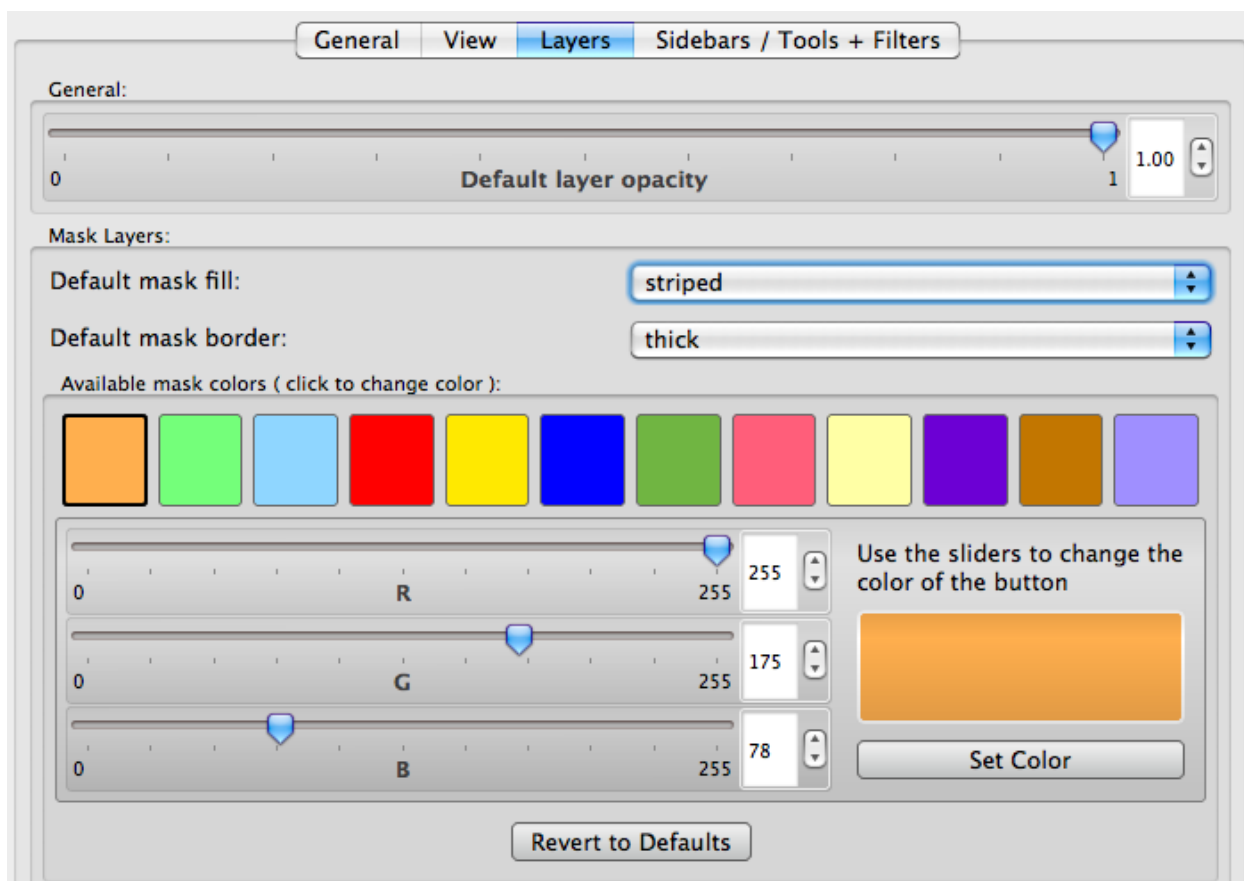 General View Layers Sidebars / Tools + Filters
General:
1.00
0 Default layer opacity 1
Mask Layers:
Default mask fill: striped
Default mask border: thick
Available mask colors ( click to change color ):
Use the sliders to change the
color of the button
255
0 R 255
175
0 G 255
78
0 B 255
Set Color
Revert to Defaults